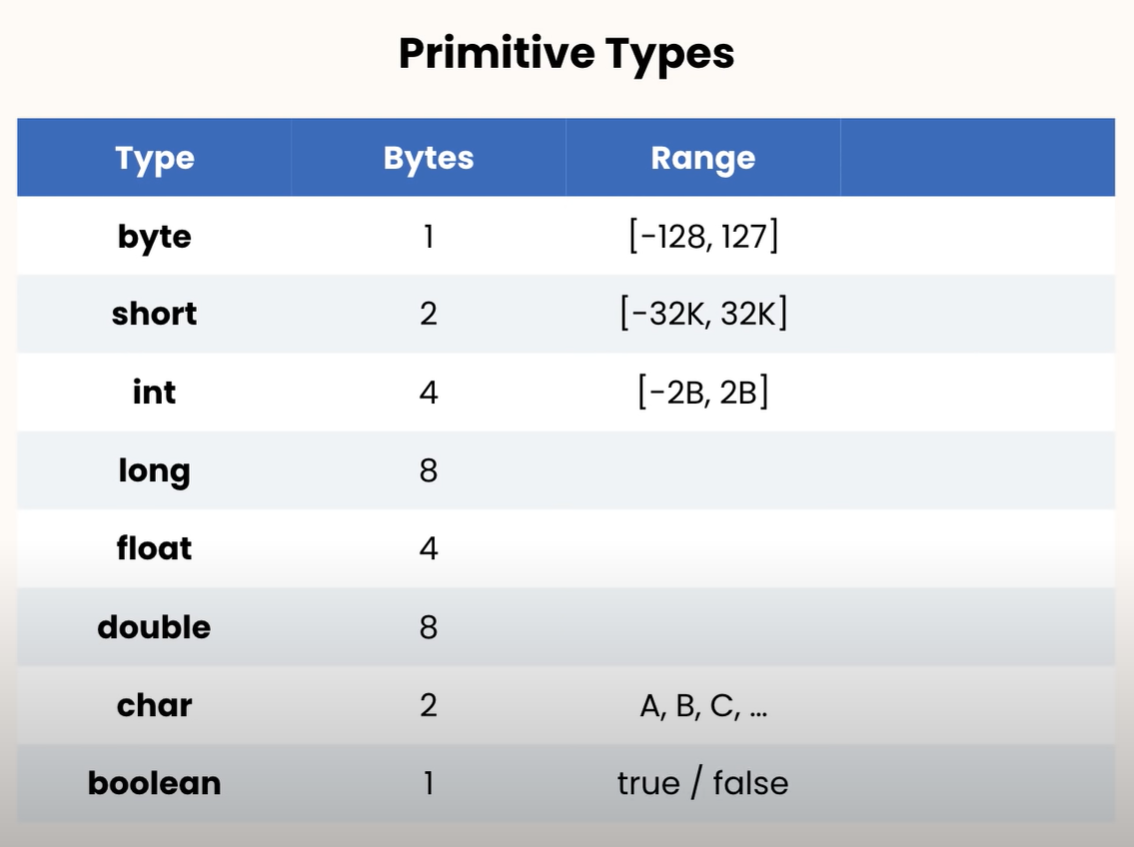 Primitive Types
Type Bytes Range
byte 1 [-128, 127]
short 2 [-32K, 32K]
int 4 [-2B, 2B]
long 8
float 4
double 8
char 2 A, B, C, ...
boolean 1 true / false